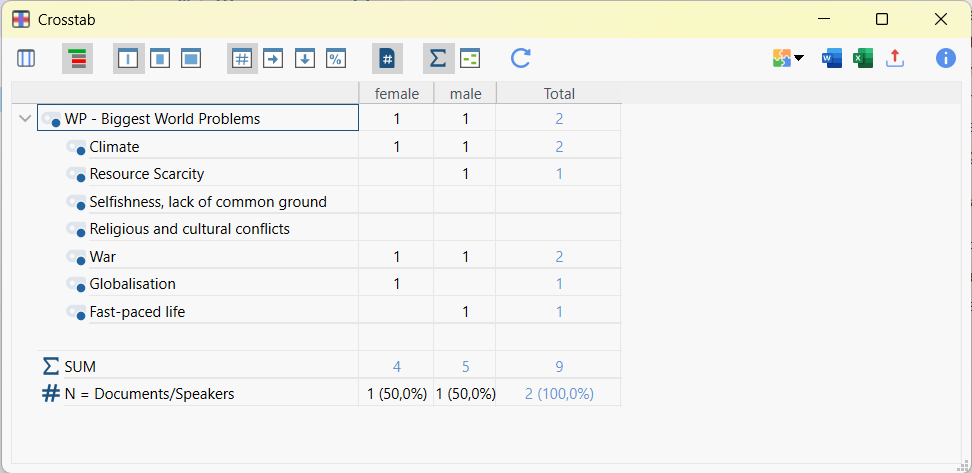 Crosstab
# % # Σ W X i
female male Total
WP - Biggest World Problems 1 1 2
Climate 1 1 2
Resource Scarcity 1 1
Selfishness, lack of common ground
Religious and cultural conflicts
War 1 1 2
Globalisation 1 1
Fast-paced life 1 1
Σ SUM 4 5 9
# N = Documents/Speakers 1 (50,0%) 1 (50,0%) 2 (100,0%)